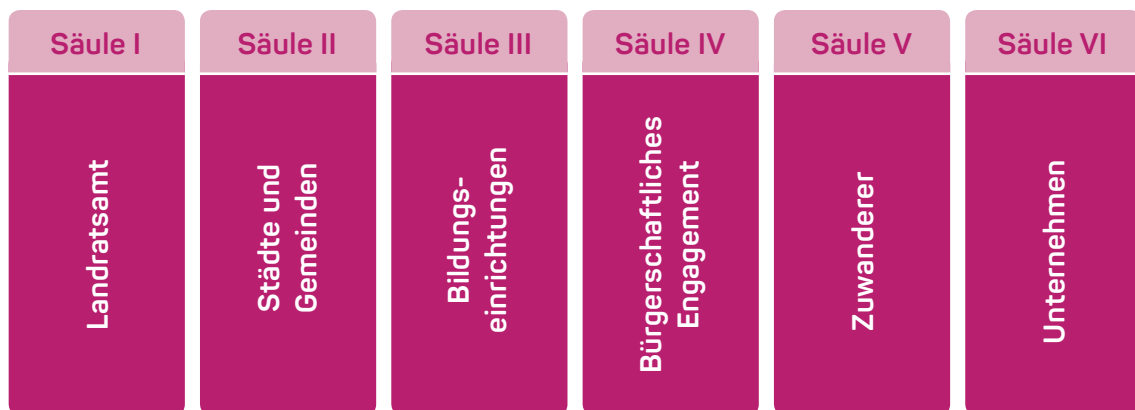 Säule I
Säule II
Säule III
Säule IV
Säule V
Säule VI
Landratsamt
Städte und
Gemeinden
Bildungs-
einrichtungen
Bürgerschaftliches
Engagement
Zuwanderer
Unternehmen